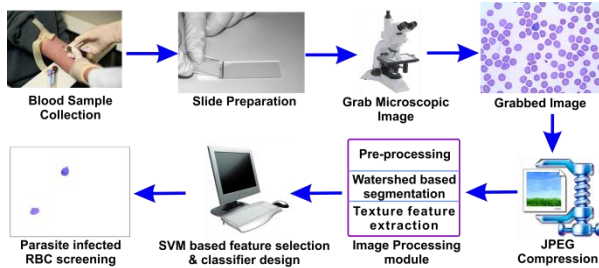 Blood Sample
Collection
Slide Preparation
Grab Microscopic
Image
Grabbed Image
JPEG
Compression
Pre-processing
Watershed based
segmentation
Texture feature
extraction
Image Processing
module
SVM based feature selection
& classifier design
Parasite infected
RBC screening